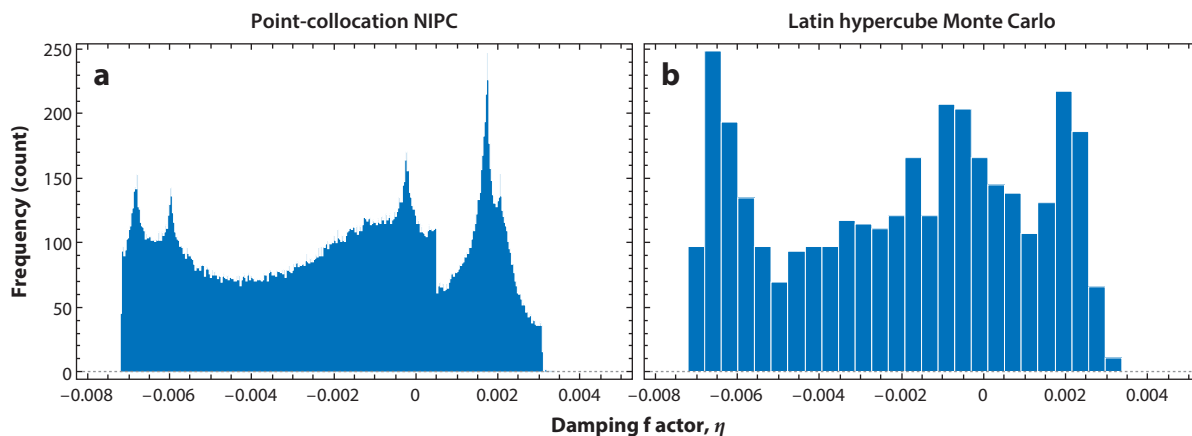 Point-collocation NIPC
Latin hypercube Monte Carlo
a
b
Frequency (count)
250
200
150
100
50
0
−0.008 −0.006 −0.004 −0.002 0 0.002 0.004
−0.008 −0.006 −0.004 −0.002 0 0.002 0.004
Damping f actor, η